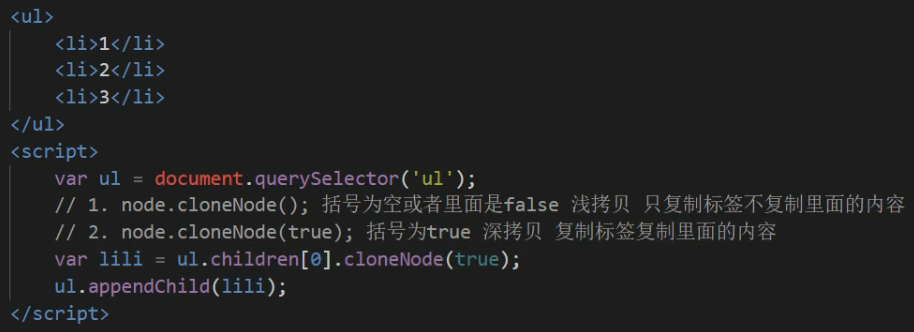 <ul>
    <li>1</li>
    <li>2</li>
    <li>3</li>
</ul>
<script>
    var ul = document.querySelector('ul');
    // 1. node.cloneNode(); 括号为空或者里面是false 浅拷贝 只复制标签不复制里面的内容
    // 2. node.cloneNode(true); 括号为true 深拷贝 复制标签复制里面的内容
    var lili = ul.children[0].cloneNode(true);
    ul.appendChild(lili);
</script>